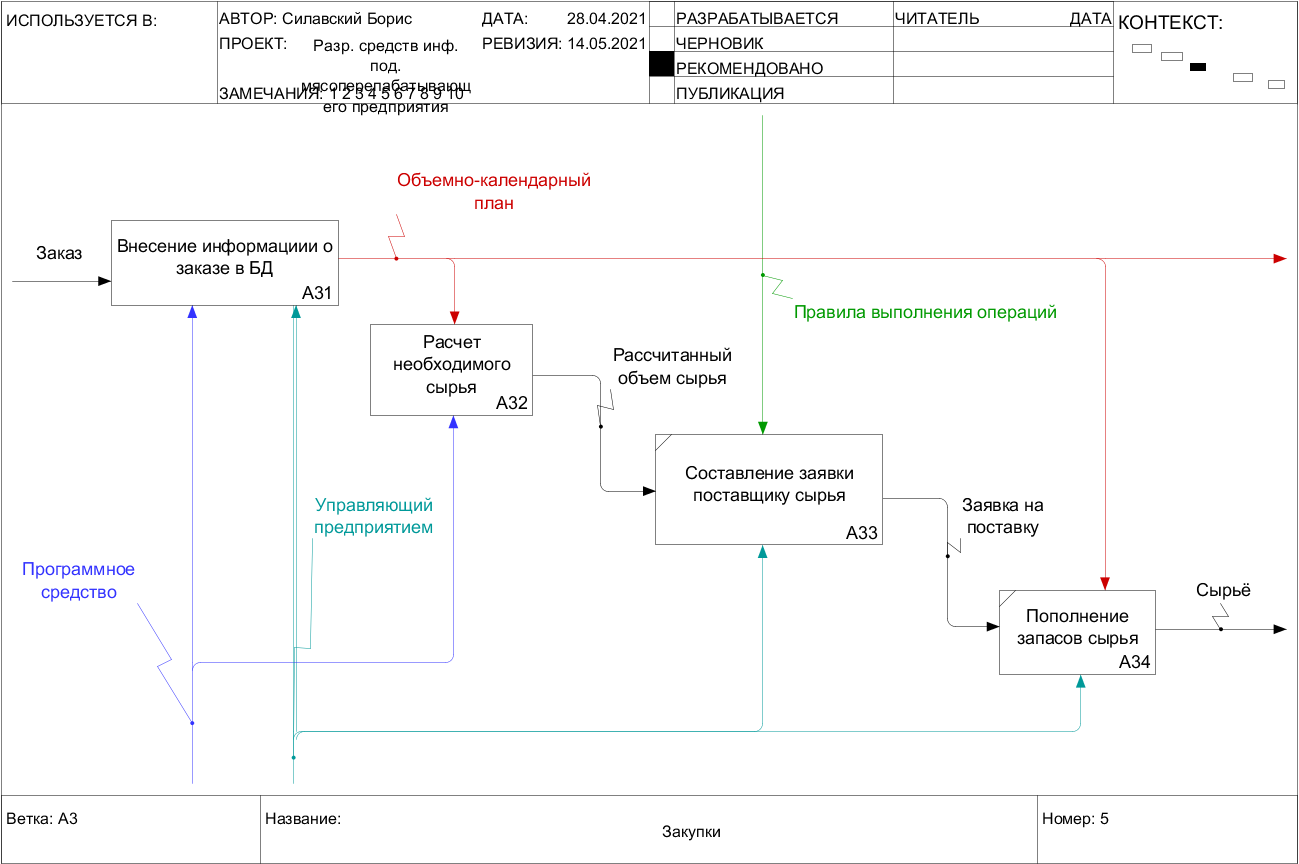 ИСПОЛЬЗУЕТСЯ В:
АВТОР: Силавский Борис
ДАТА: 28.04.2021
ПРОЕКТ:
Разр. средств инф.
под.
мясоперелабатывающ
его предприятия
РЕВИЗИЯ: 14.05.2021
ЗАМЕЧАНИЯ: 1 2 3 4 5 6 7 8 9 10
РАЗРАБАТЫВАЕТСЯ
ЧЕРНОВИК
РЕКОМЕНДОВАНО
ПУБЛИКАЦИЯ
ЧИТАТЕЛЬ
ДАТА
КОНТЕКСТ:
Объемно-календарный
план
Заказ
Внесение информациии о
заказе в БД
A31
Правила выполнения операций
Расчет
необходимого
сырья
A32
Рассчитанный
объем сырья
Составление заявки
поставщику сырья
A33
Управляющий
предприятием
Заявка на
поставку
Программное
средство
Пополнение
запасов сырья
A34
Сырьё
Ветка: A3
Название:
Закупки
Номер: 5